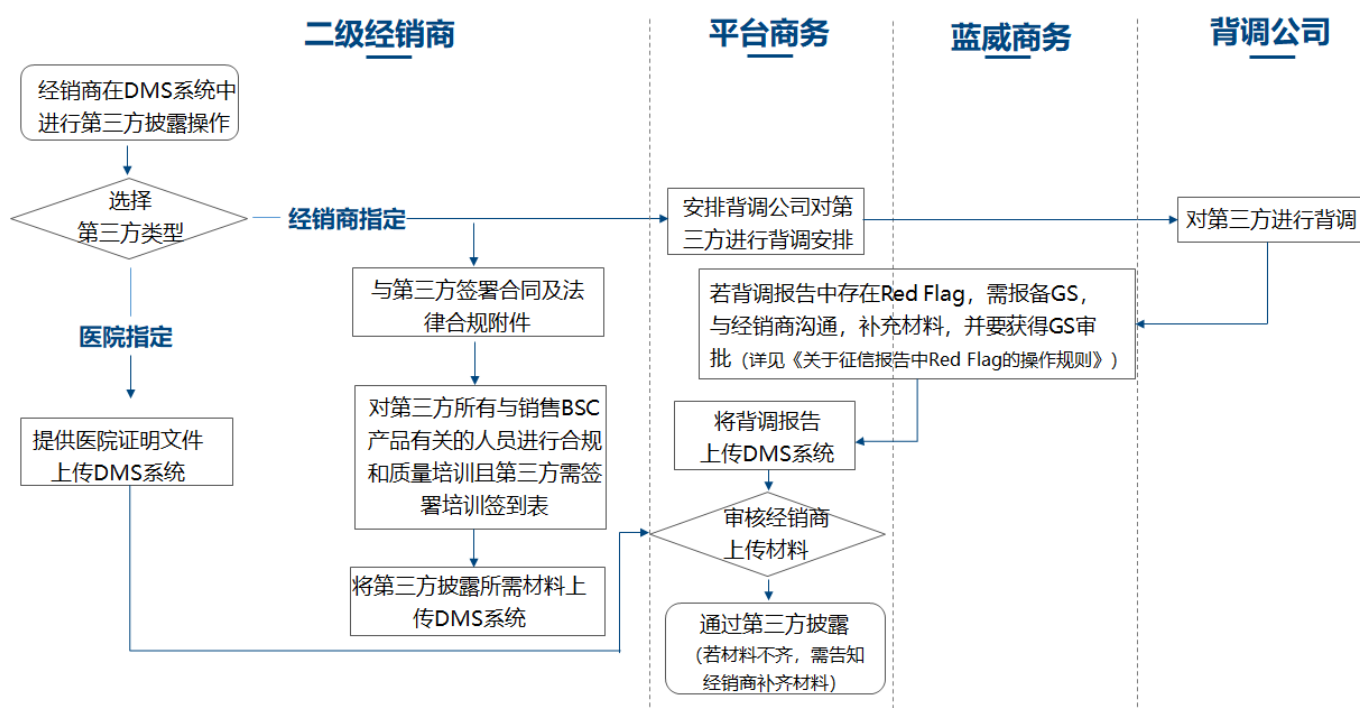 二级经销商
平台商务
蓝威商务
背调公司
经销商在DMS系统中
进行第三方披露操作
选择
第三方类型
经销商指定
安排背调公司对第
三方进行背调安排
对第三方进行背调
与第三方签署合同及法
律合规附件
若背调报告中存在Red Flag，需报备GS，
与经销商沟通，补充材料，并要获得GS审
批（详见《关于征信报告中Red Flag的操作规则》）
医院指定
提供医院证明文件
上传DMS系统
对第三方所有与销售BSC
产品有关的人员进行合规
和质量培训且第三方需签
署培训签到表
将背调报告
上传DMS系统
审核经销商
上传材料
将第三方披露所需材料上
传DMS系统
通过第三方披露
（若材料不齐，需告知
经销商补齐材料）